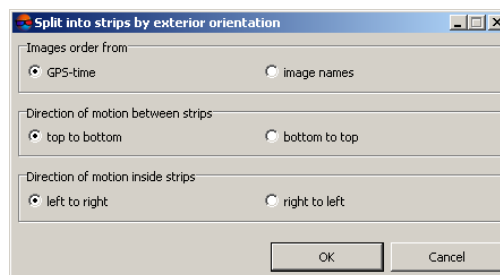 Split into strips by exterior orientation
Images order from
GPS-time image names
Direction of motion between strips
top to bottom bottom to top
Direction of motion inside strips
left to right right to left
OK Cancel